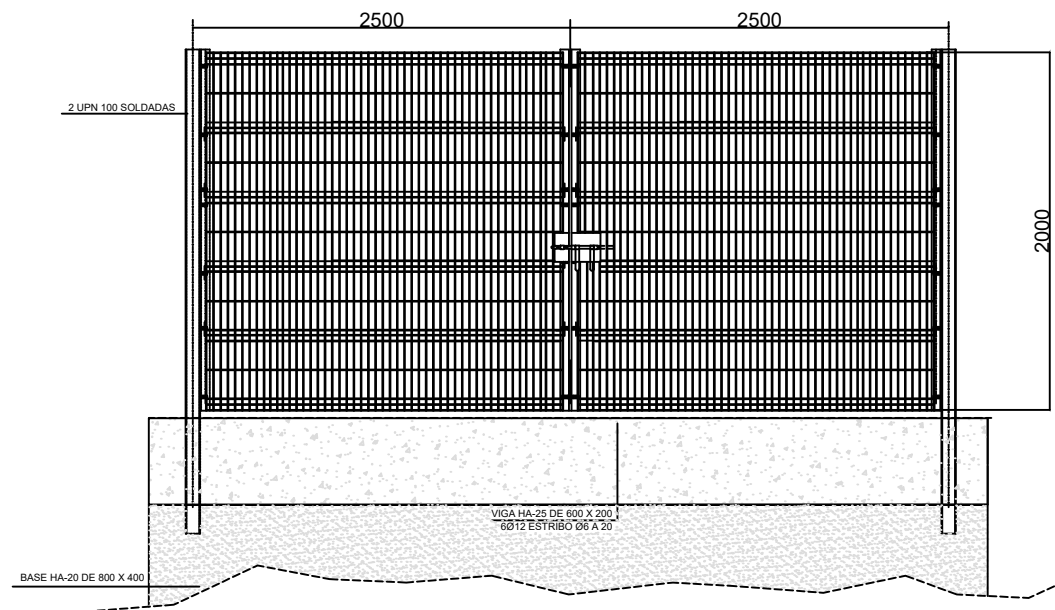 2500
2500
2 UPN 100 SOLDADAS
2000
VIGA HA-25 DE 600 X 200
6Ø12 ESTRIBO Ø6 A 20
BASE HA-20 DE 800 X 400